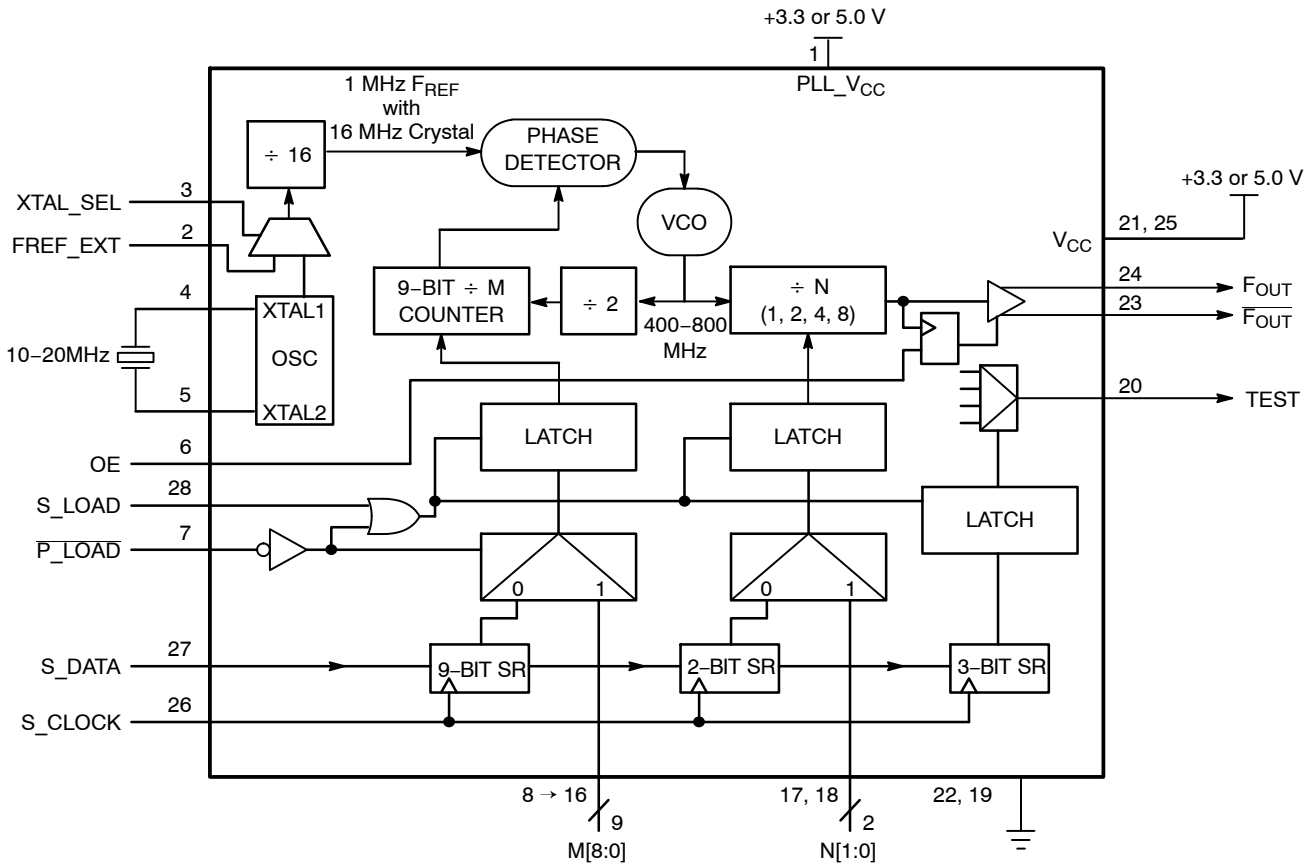 +3.3 or 5.0 V
1
PLL_VCC
1 MHz FREF
with
16 MHz Crystal
÷ 16
PHASE
DETECTOR
+3.3 or 5.0 V
XTAL_SEL
3
FREF_EXT
2
VCO
VCC
21, 25
4
XTAL1
OSC
XTAL2
10−20MHz
5
9−BIT ÷ M
COUNTER
÷ 2
400−800
MHz
÷ N
(1, 2, 4, 8)
24
FOUT
23
FOUT
20
TEST
OE
6
LATCH
LATCH
S_LOAD
28
LATCH
P_LOAD
7
0
1
0
1
S_DATA
27
9−BIT SR
2−BIT SR
3−BIT SR
S_CLOCK
26
8 → 16
9
M[8:0]
17, 18
2
N[1:0]
22, 19